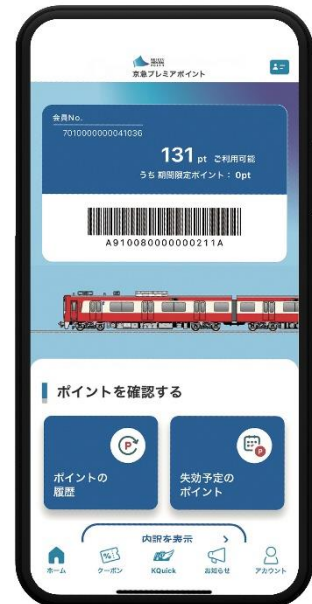 京急プレミアポイント
会員No.
7010000000041036
131 pt ご利用可能
うち 期間限定ポイント： 0pt
A910080000000211A
ポイントを確認する
ポイントの
履歴
失効予定の
ポイント
内訳を表示
ホーム
クーポン
KQuick
お知らせ
アカウント